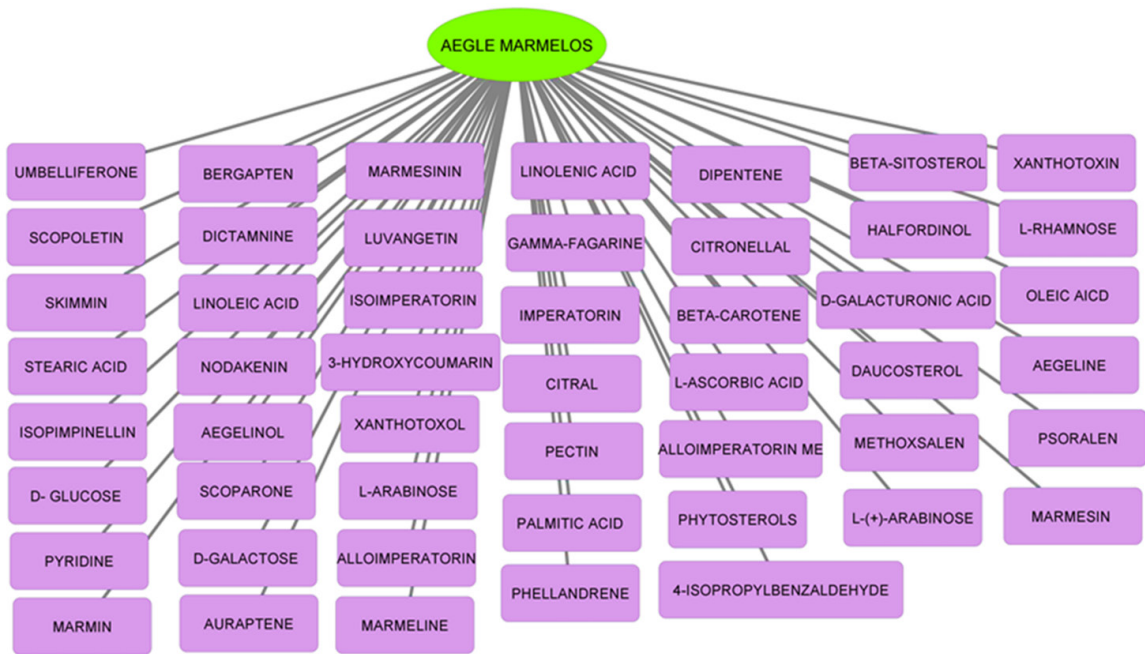 AEGLE MARMELOS
UMBELLIFERONE
SCOPOLETIN
SKIMMIN
STEARIC ACID
ISOPIMPINELLIN
D- GLUCOSE
PYRIDINE
MARMIN
BERGAPTEN
DICTAMNINE
LINOLEIC ACID
NODAKENIN
AEGELINOL
SCOPARONE
D-GALACTOSE
AURAPTENE
MARMESININ
LUVANGETIN
ISOIMPERATORIN
3-HYDROXYCOUMARIN
XANTHOTOXOL
L-ARABINOSE
ALLOIMPERATORIN
MARMELINE
LINOLENIC ACID
GAMMA-FAGARINE
IMPERATORIN
CITRAL
PECTIN
PALMITIC ACID
PHELLANDRENE
DIPENTENE
CITRONELLAL
BETA-CAROTENE
L-ASCORBIC ACID
ALLOIMPERATORIN ME
PHYTOSTEROLS
4-ISOPROPYLBENZALDEHYDE
BETA-SITOSTEROL
HALFORDINOL
D-GALACTURONIC ACID
DAUCOSTEROL
METHOXSALEN
L-(+)-ARABINOSE
XANTHOTOXIN
L-RHAMNOSE
OLEIC AICD
AEGELINE
PSORALEN
MARMESIN